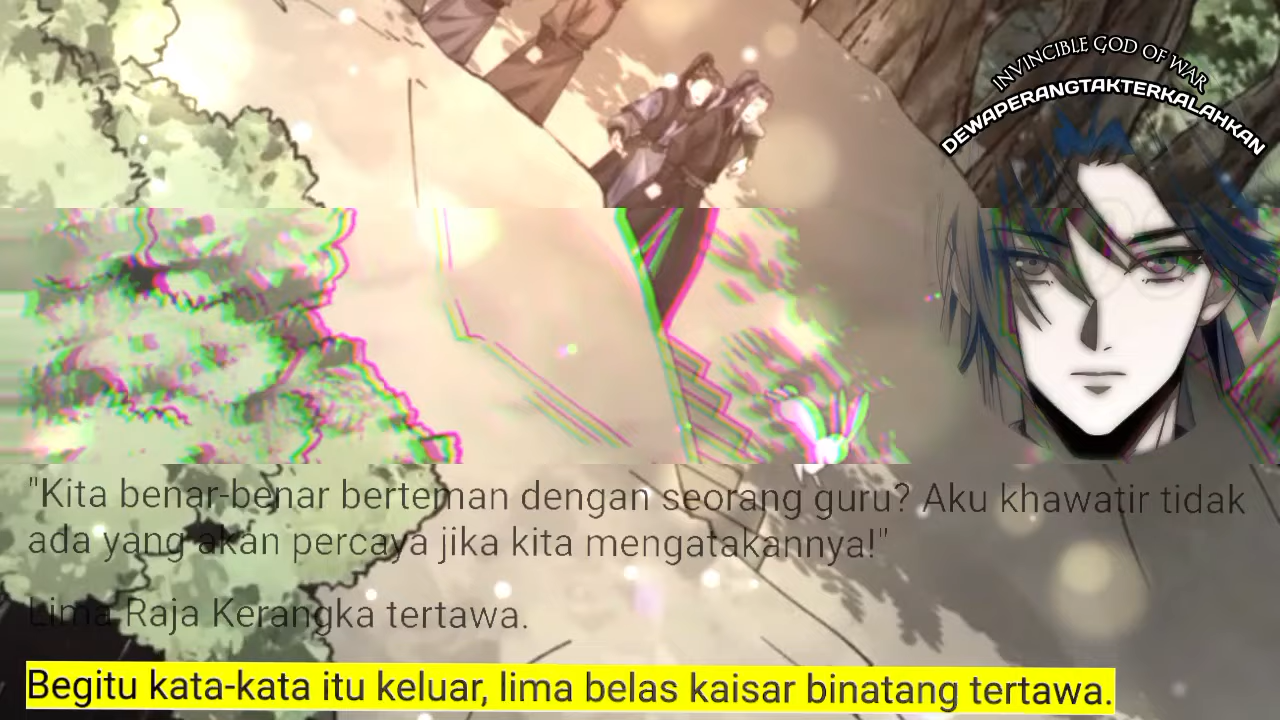 INVINCIBLE GOD OF WAR
DEWAPERANGTAKTERKALAHKAN
"Kita benar-benar berteman dengan seorang guru? Aku khawatir tidak
ada yang akan percaya jika kita mengatakannya!"
Lima Raja Kerangka tertawa.
Begitu kata-kata itu keluar, lima belas kaisar binatang tertawa.